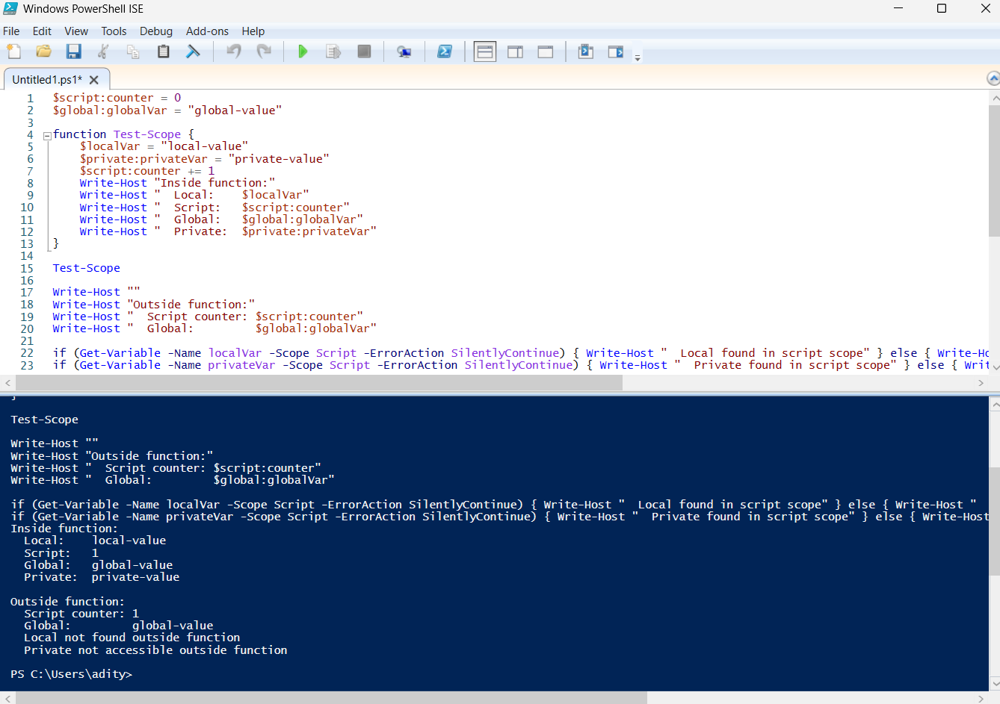 Windows PowerShell ISE
File Edit View Tools Debug Add-ons Help
Untitled1.ps1*
1 $script:counter = 0
2 $global:globalVar = "global-value"
3
4 function Test-Scope {
5 $localVar = "local-value"
6 $private:privateVar = "private-value"
7 $script:counter += 1
8 Write-Host "Inside function:"
9 Write-Host "  Local:    $localVar"
10 Write-Host "  Script:   $script:counter"
11 Write-Host "  Global:   $global:globalVar"
12 Write-Host "  Private:  $private:privateVar"
13 }
14
15 Test-Scope
16
17 Write-Host ""
18 Write-Host "Outside function:"
19 Write-Host "  Script counter: $script:counter"
20 Write-Host "  Global:         $global:globalVar"
21
22 if (Get-Variable -Name localVar -Scope Script -ErrorAction SilentlyContinue) { Write-Host "  Local found in script scope" } else { Write-Ho
23 if (Get-Variable -Name privateVar -Scope Script -ErrorAction SilentlyContinue) { Write-Host "  Private found in script scope" } else { Writ
}
Test-Scope
Write-Host ""
Write-Host "Outside function:"
Write-Host "  Script counter: $script:counter"
Write-Host "  Global:         $global:globalVar"
if (Get-Variable -Name localVar -Scope Script -ErrorAction SilentlyContinue) { Write-Host "  Local found in script scope" } else { Write-Host "
if (Get-Variable -Name privateVar -Scope Script -ErrorAction SilentlyContinue) { Write-Host "  Private found in script scope" } else { Write-Host
Inside function:
  Local:    local-value
  Script:   1
  Global:   global-value
  Private:  private-value
Outside function:
  Script counter: 1
  Global:         global-value
  Local not found outside function
  Private not accessible outside function
PS C:\Users\adity>